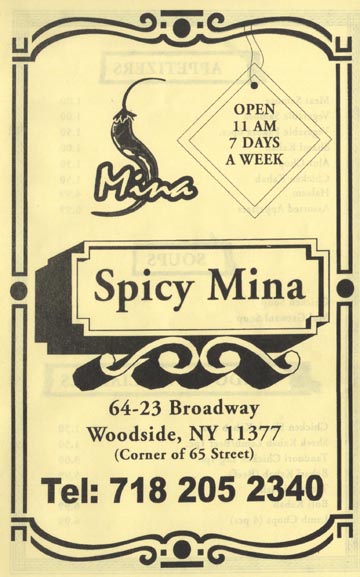 OPEN
11 AM
7 DAYS
A WEEK
Mina
Spicy Mina
64-23 Broadway
Woodside, NY 11377
(Corner of 65 Street)
Tel: 718 205 2340